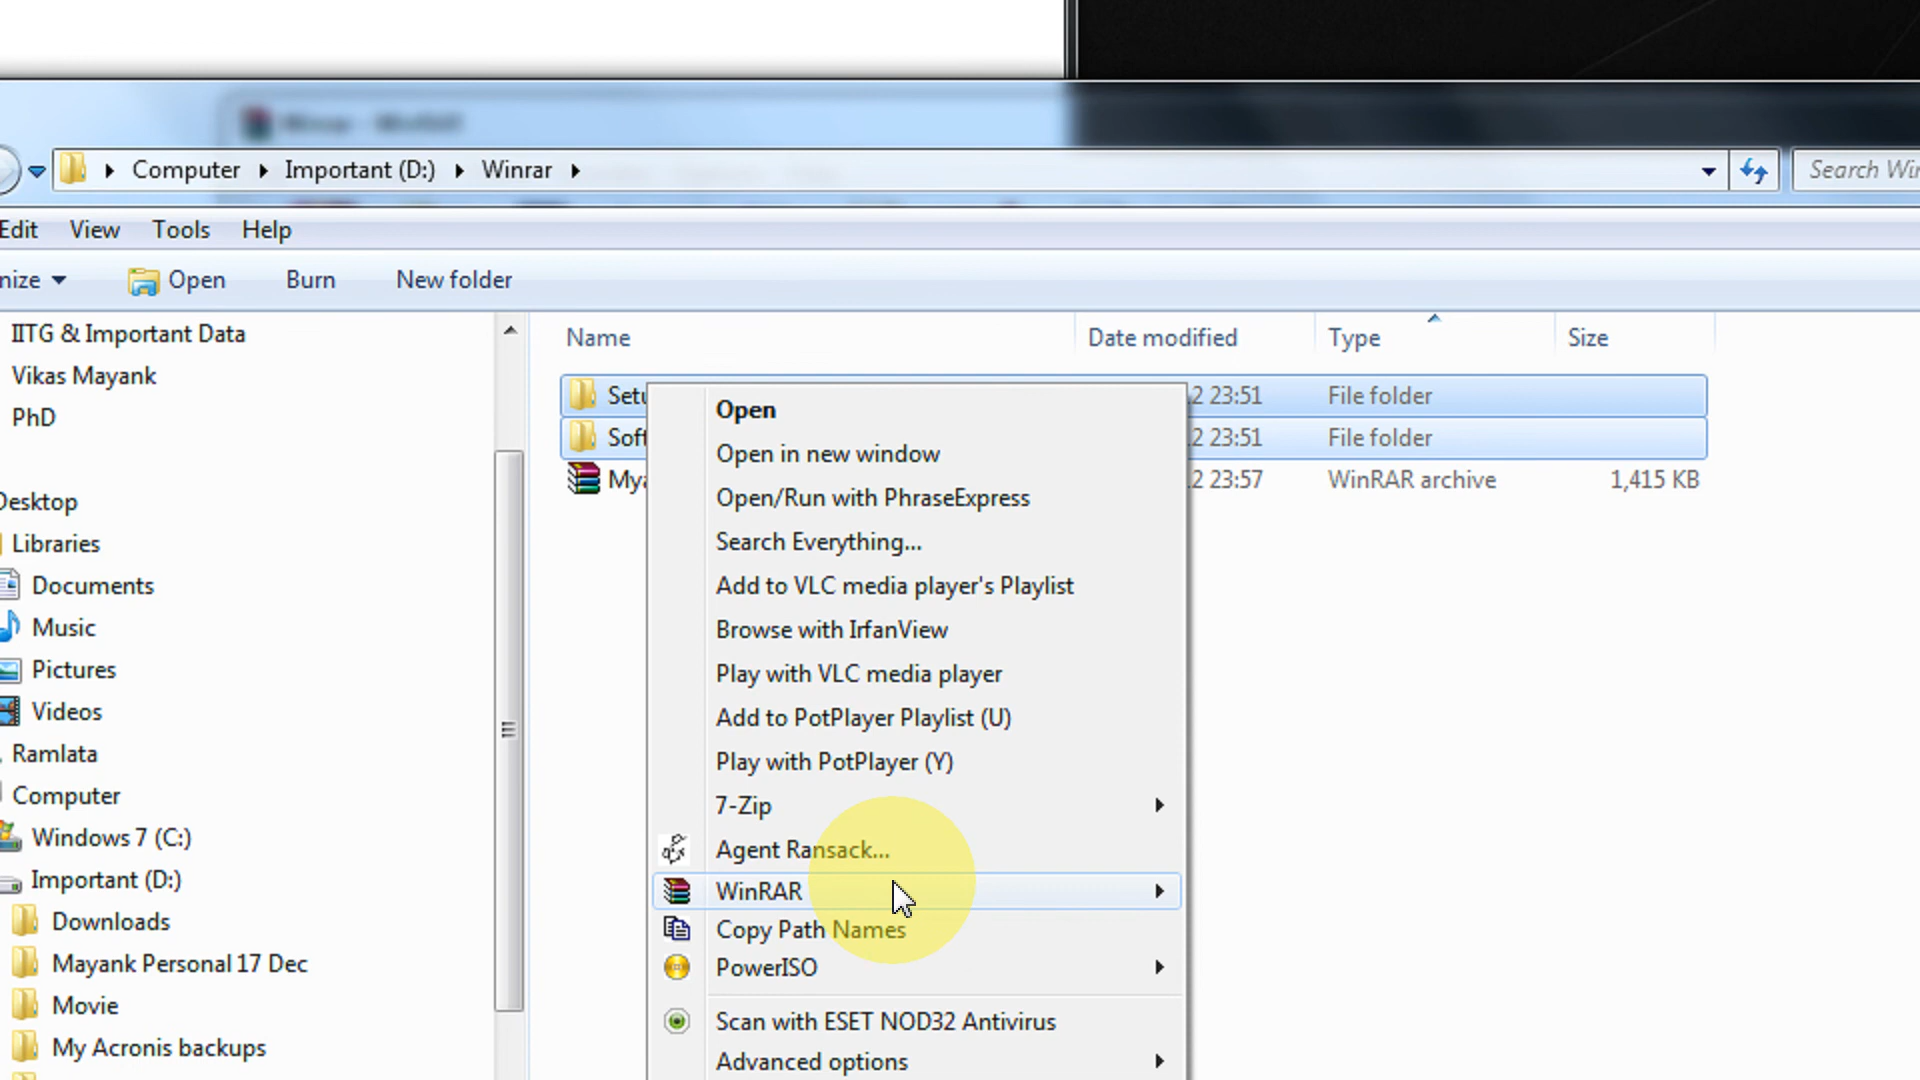 Winrar - WinRAR
Computer Important (D:) Winrar
Search Win
Edit View Tools Help
nize Open Burn New folder
IITG & Important Data
Vikas Mayank
PhD
Desktop
Libraries
Documents
Music
Pictures
Videos
Ramlata
Computer
Windows 7 (C:)
Important (D:)
Downloads
Mayank Personal 17 Dec
Movie
My Acronis backups
Name Date modified Type Size
Setu 2 23:51 File folder
Soft 2 23:51 File folder
Mya 2 23:57 WinRAR archive 1,415 KB
Open
Open in new window
Open/Run with PhraseExpress
Search Everything...
Add to VLC media player's Playlist
Browse with IrfanView
Play with VLC media player
Add to PotPlayer Playlist (U)
Play with PotPlayer (Y)
7-Zip
Agent Ransack...
WinRAR
Copy Path Names
PowerISO
Scan with ESET NOD32 Antivirus
Advanced options